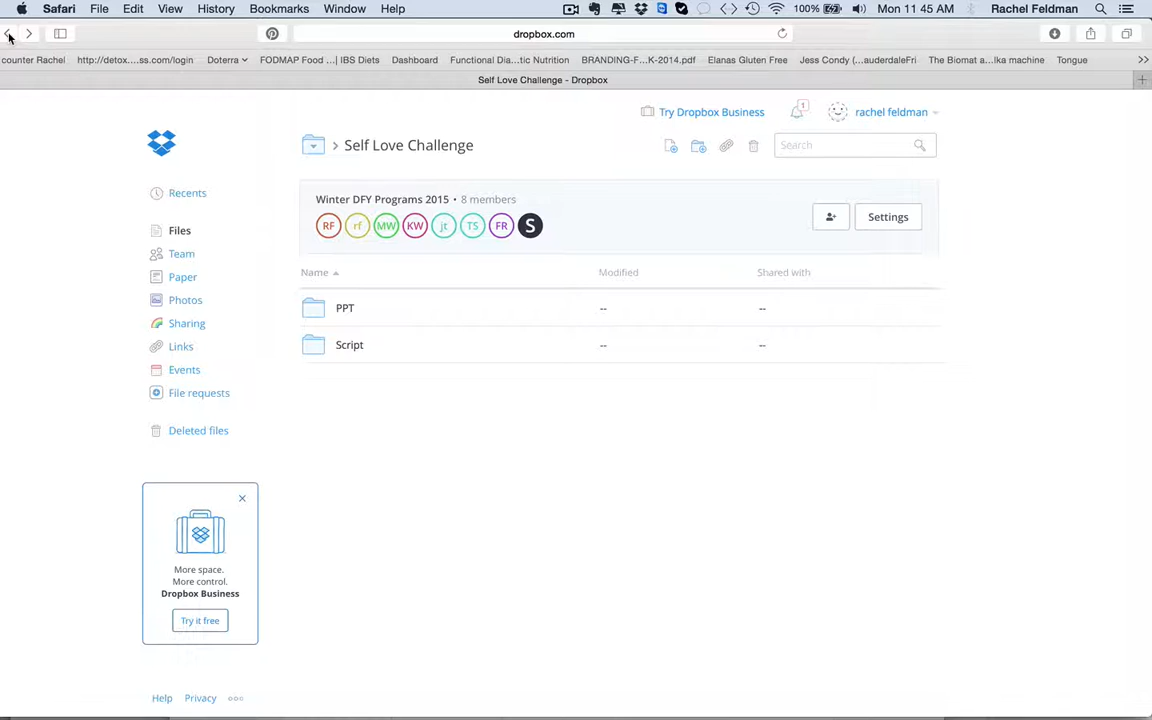 Safari File Edit View History Bookmarks Window Help 100% Mon 11 45 AM Rachel Feldman
dropbox.com
counter Rachel http://detox....ss.com/login Doterra FODMAP Food ...| IBS Diets Dashboard Functional Dia...tic Nutrition BRANDING-F...K-2014.pdf Elanas Gluten Free Jess Condy (...auderdaleFri The Biomat a...lka machine Tongue
Self Love Challenge - Dropbox
Try Dropbox Business 1 rachel feldman
> Self Love Challenge Search
Recents
Winter DFY Programs 2015 • 8 members
RF rf MW KW jt TS FR S
Settings
Files
Team
Paper
Photos
Sharing
Links
Events
File requests
Deleted files
Name Modified Shared with
PPT -- --
Script -- --
More space.
More control.
Dropbox Business
Try it free
Help Privacy